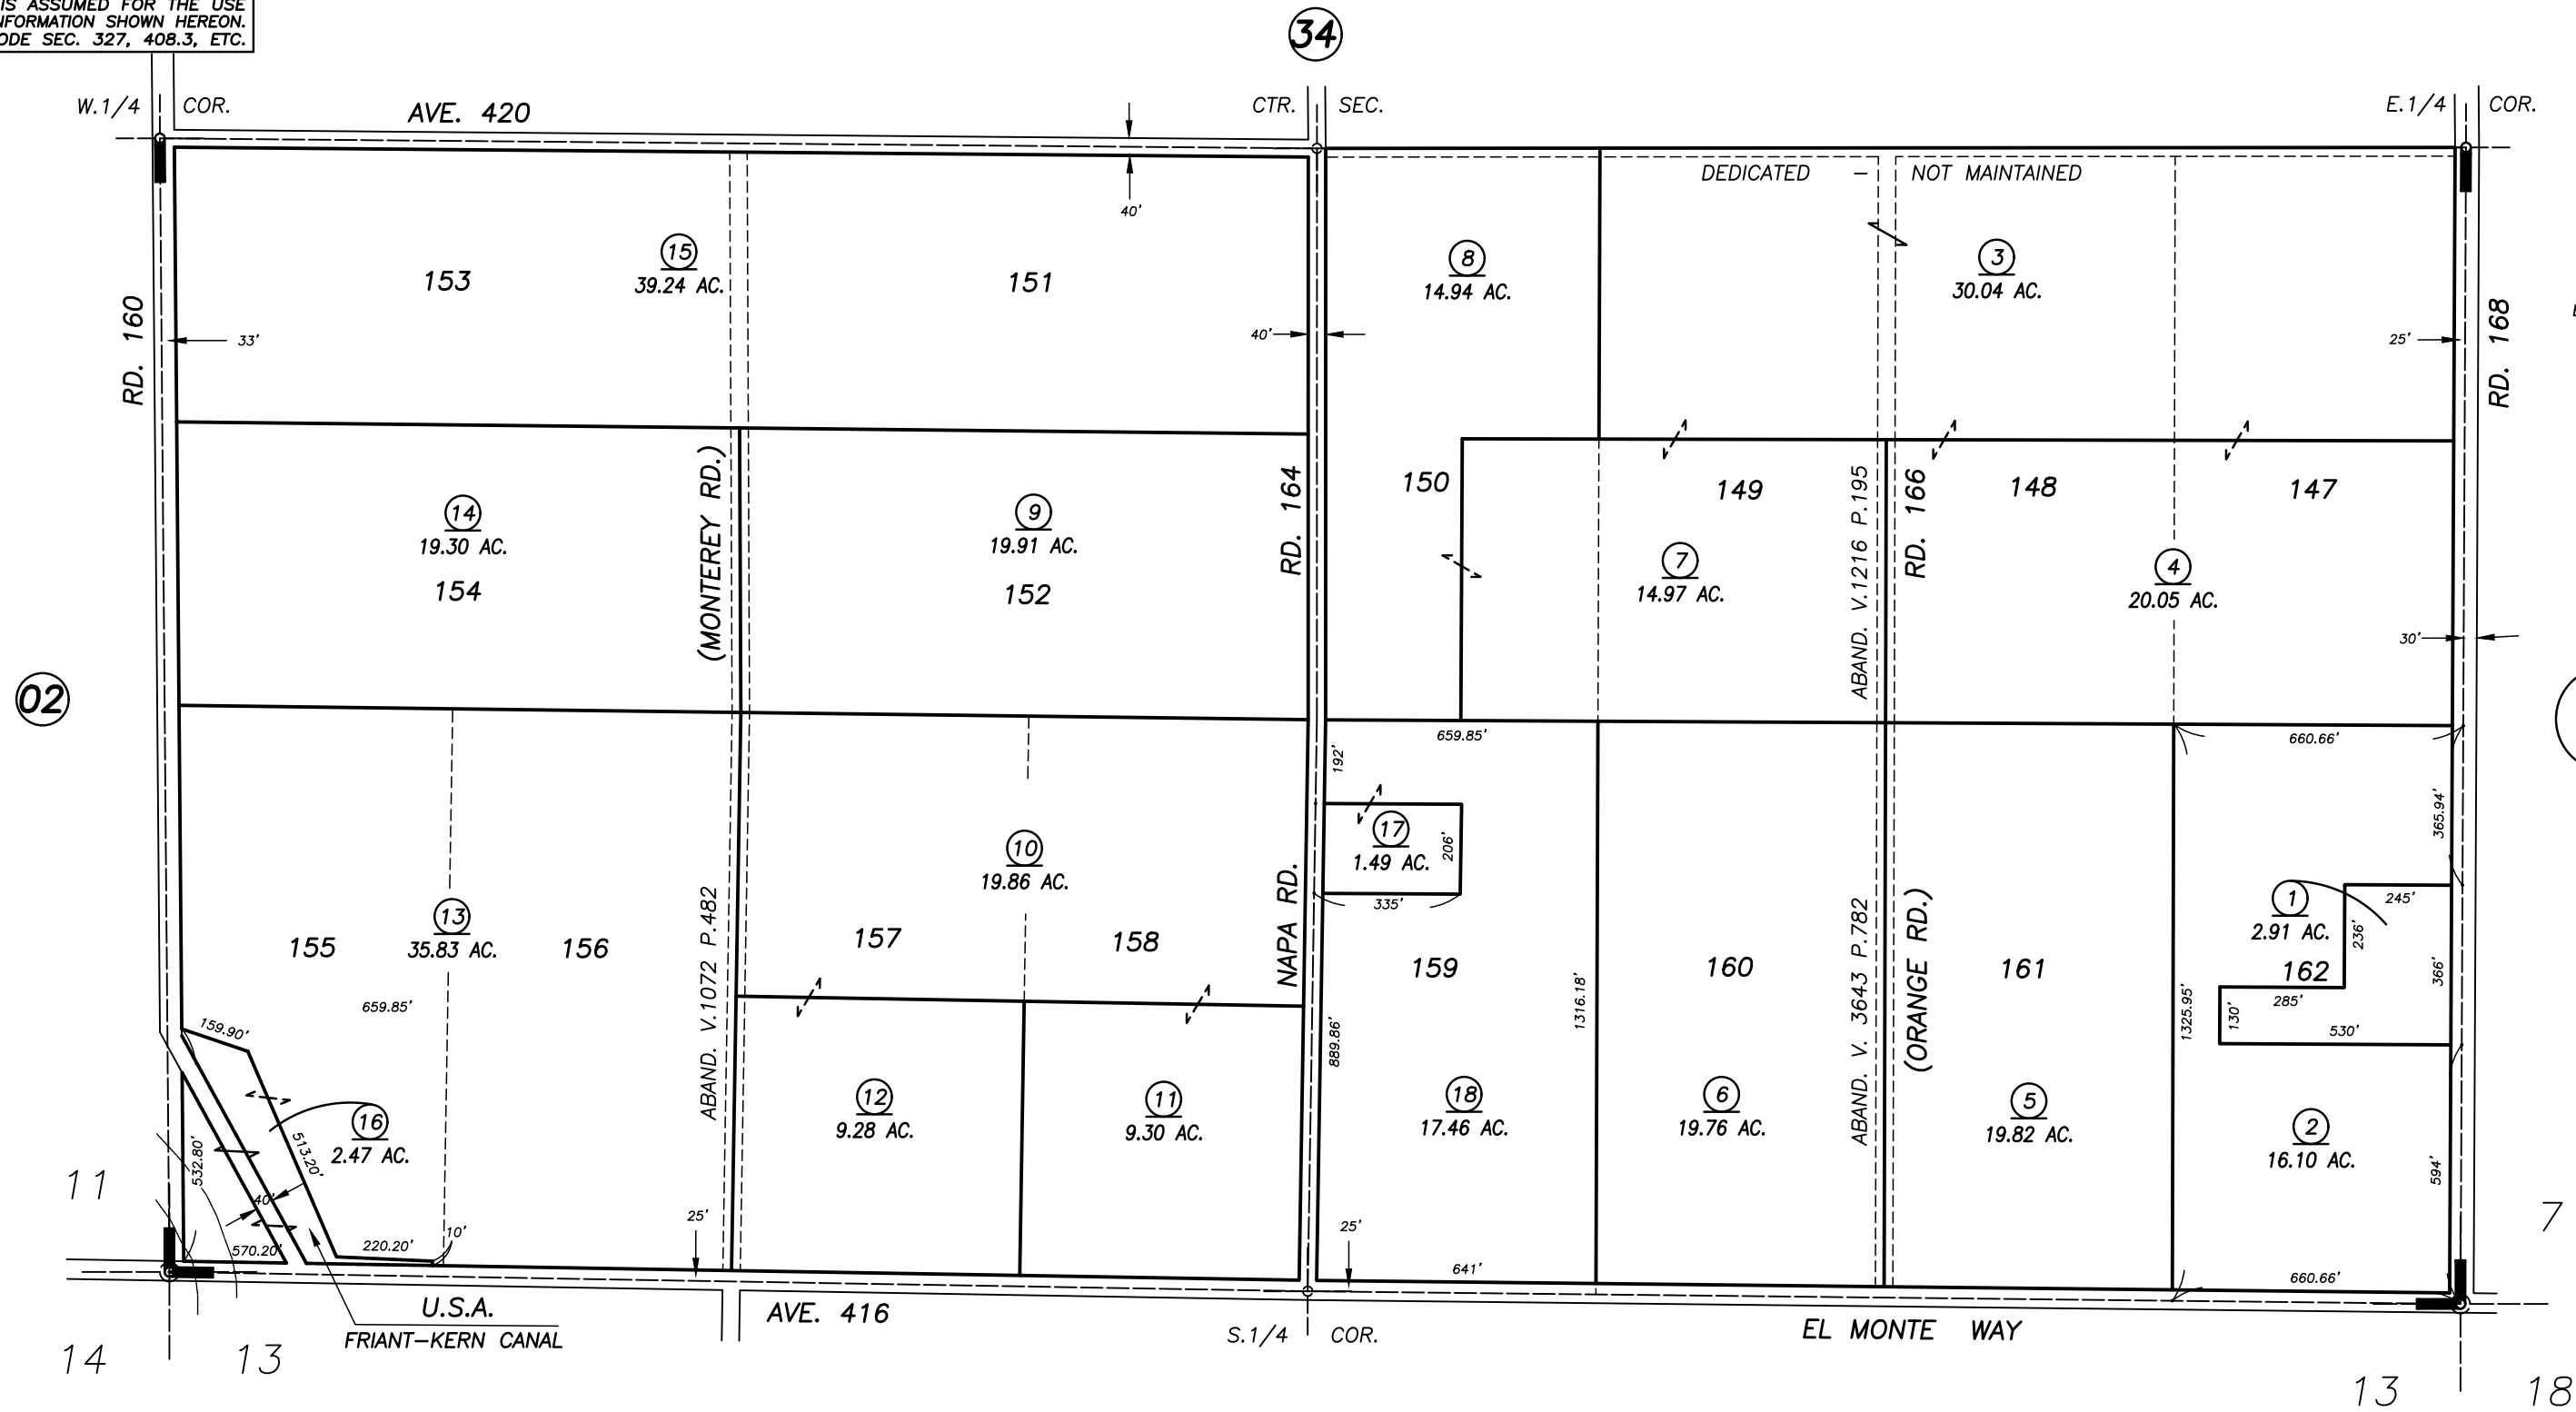 IS ASSUMED FOR THE USE
NFORMATION SHOWN HEREON.
ODE SEC. 327, 408.3, ETC.
34
W.1/4 COR.
AVE. 420
CTR. SEC.
E.1/4 COR.
DEDICATED - NOT MAINTAINED
40'
153
15
39.24 AC.
151
8
14.94 AC.
3
30.04 AC.
RD. 160
33'
40'
25'
RD. 168
(MONTEREY RD.)
RD. 164
150
149
ABAND. V.1216 P.195
RD. 166
148
147
14
19.30 AC.
154
9
19.91 AC.
152
7
14.97 AC.
4
20.05 AC.
30'
02
659.85'
660.66'
192'
17
1.49 AC.
206'
335'
365.94'
10
19.86 AC.
NAPA RD.
1
2.91 AC.
245'
236'
162
366'
285'
130'
530'
155
13
35.83 AC.
156
ABAND. V.1072 P.482
157
158
159
160
ABAND. V. 3643 P.782
(ORANGE RD.)
161
659.85'
159.90'
889.86'
1316.18'
1325.95'
16
2.47 AC.
513.20'
532.80'
40'
12
9.28 AC.
11
9.30 AC.
18
17.46 AC.
6
19.76 AC.
5
19.82 AC.
2
16.10 AC.
594'
11
7
570.20'
220.20'
10'
25'
25'
641'
660.66'
U.S.A.
FRIANT-KERN CANAL
AVE. 416
S.1/4 COR.
EL MONTE WAY
14
13
13
18